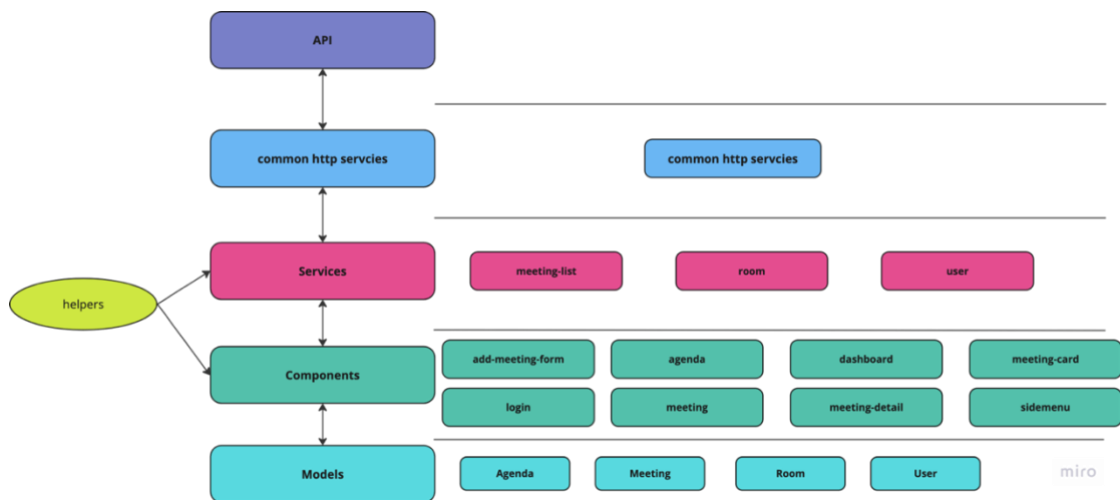 API
common http servcies
common http servcies
Services
meeting-list
room
user
helpers
Components
add-meeting-form
agenda
dashboard
meeting-card
login
meeting
meeting-detail
sidemenu
Models
Agenda
Meeting
Room
User
miro